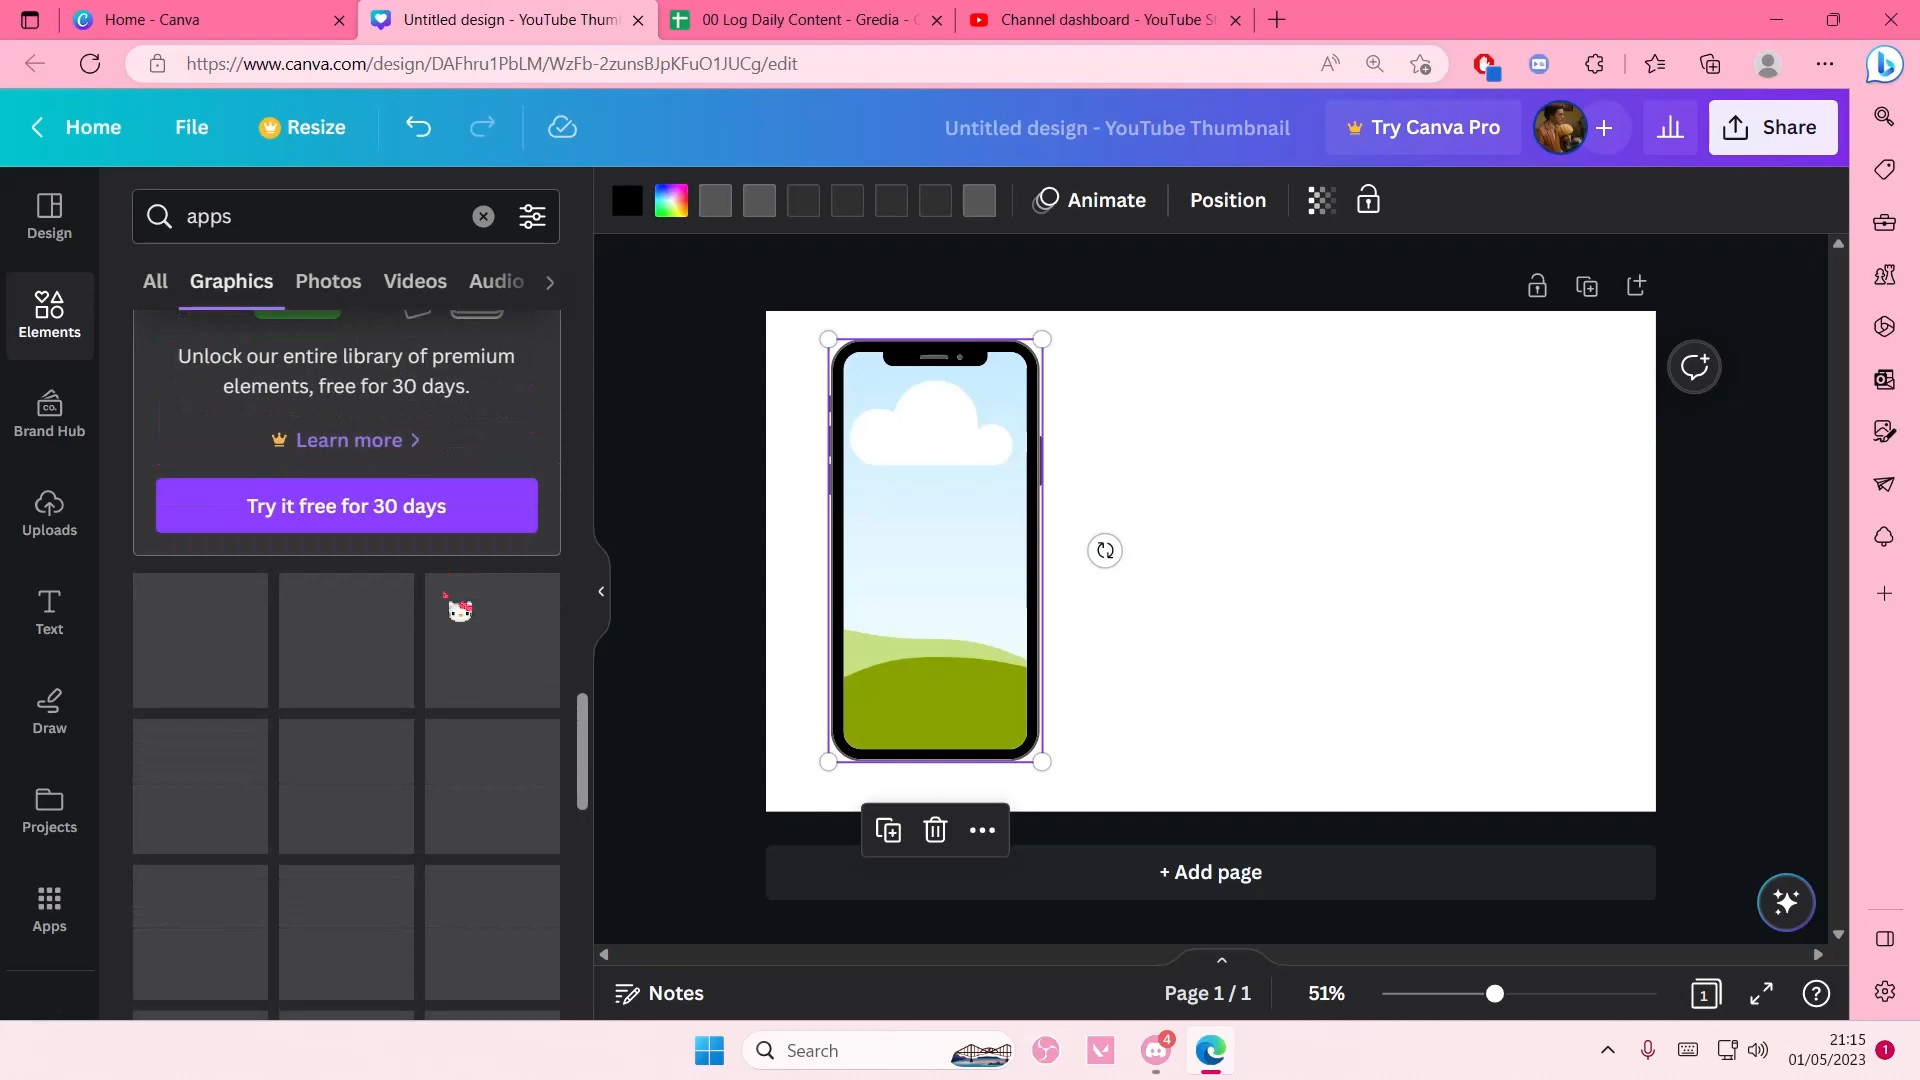 Home - Canva
Untitled design - YouTube Thum
00 Log Daily Content - Gredia -
Channel dashboard - YouTube S
https://www.canva.com/design/DAFhru1PbLM/WzFb-2zunsBJpKFuO1JUCg/edit
Home
File
Resize
Untitled design - YouTube Thumbnail
Try Canva Pro
Share
Design
Elements
Brand Hub
Uploads
Text
Draw
Projects
Apps
apps
All
Graphics
Photos
Videos
Audio
Unlock our entire library of premium
elements, free for 30 days.
Learn more
Try it free for 30 days
Animate
Position
+ Add page
Notes
Page 1 / 1
51%
1
Search
4
21:15
01/05/2023
1